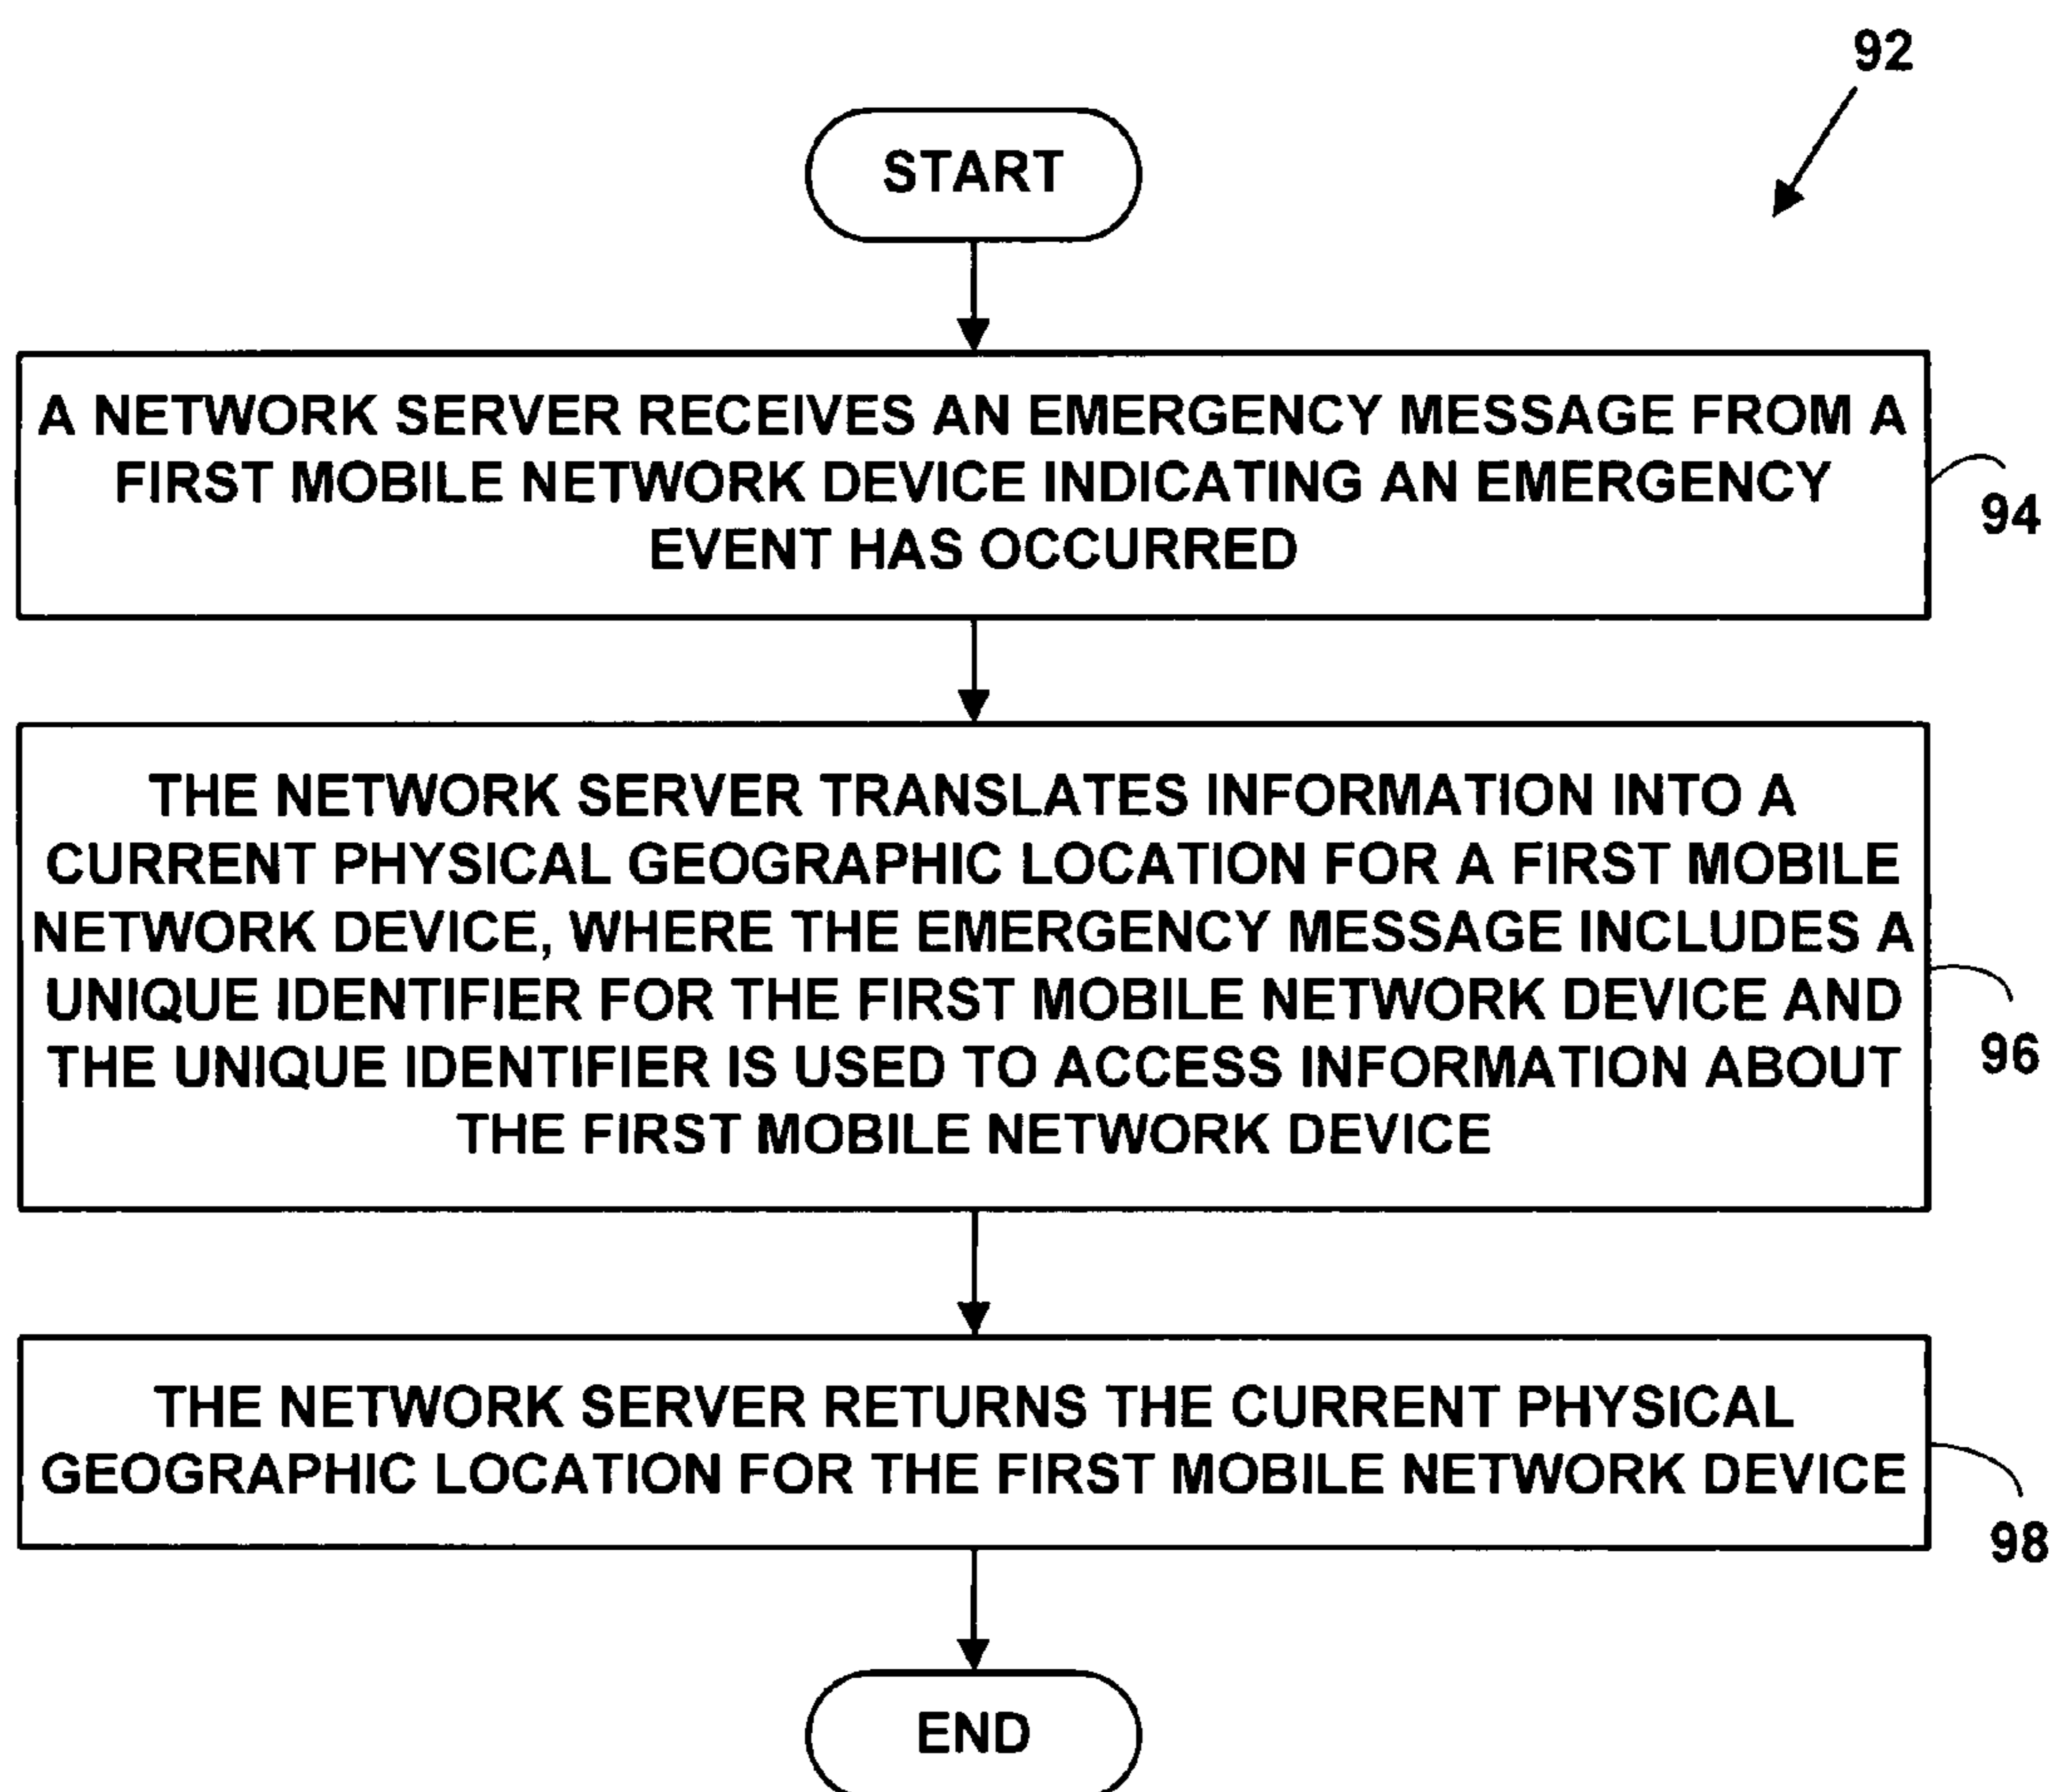 92
START
A NETWORK SERVER RECEIVES AN EMERGENCY MESSAGE FROM A
FIRST MOBILE NETWORK DEVICE INDICATING AN EMERGENCY
EVENT HAS OCCURRED
94
THE NETWORK SERVER TRANSLATES INFORMATION INTO A
CURRENT PHYSICAL GEOGRAPHIC LOCATION FOR A FIRST MOBILE
NETWORK DEVICE, WHERE THE EMERGENCY MESSAGE INCLUDES A
UNIQUE IDENTIFIER FOR THE FIRST MOBILE NETWORK DEVICE AND
THE UNIQUE IDENTIFIER IS USED TO ACCESS INFORMATION ABOUT
THE FIRST MOBILE NETWORK DEVICE
96
THE NETWORK SERVER RETURNS THE CURRENT PHYSICAL
GEOGRAPHIC LOCATION FOR THE FIRST MOBILE NETWORK DEVICE
98
END